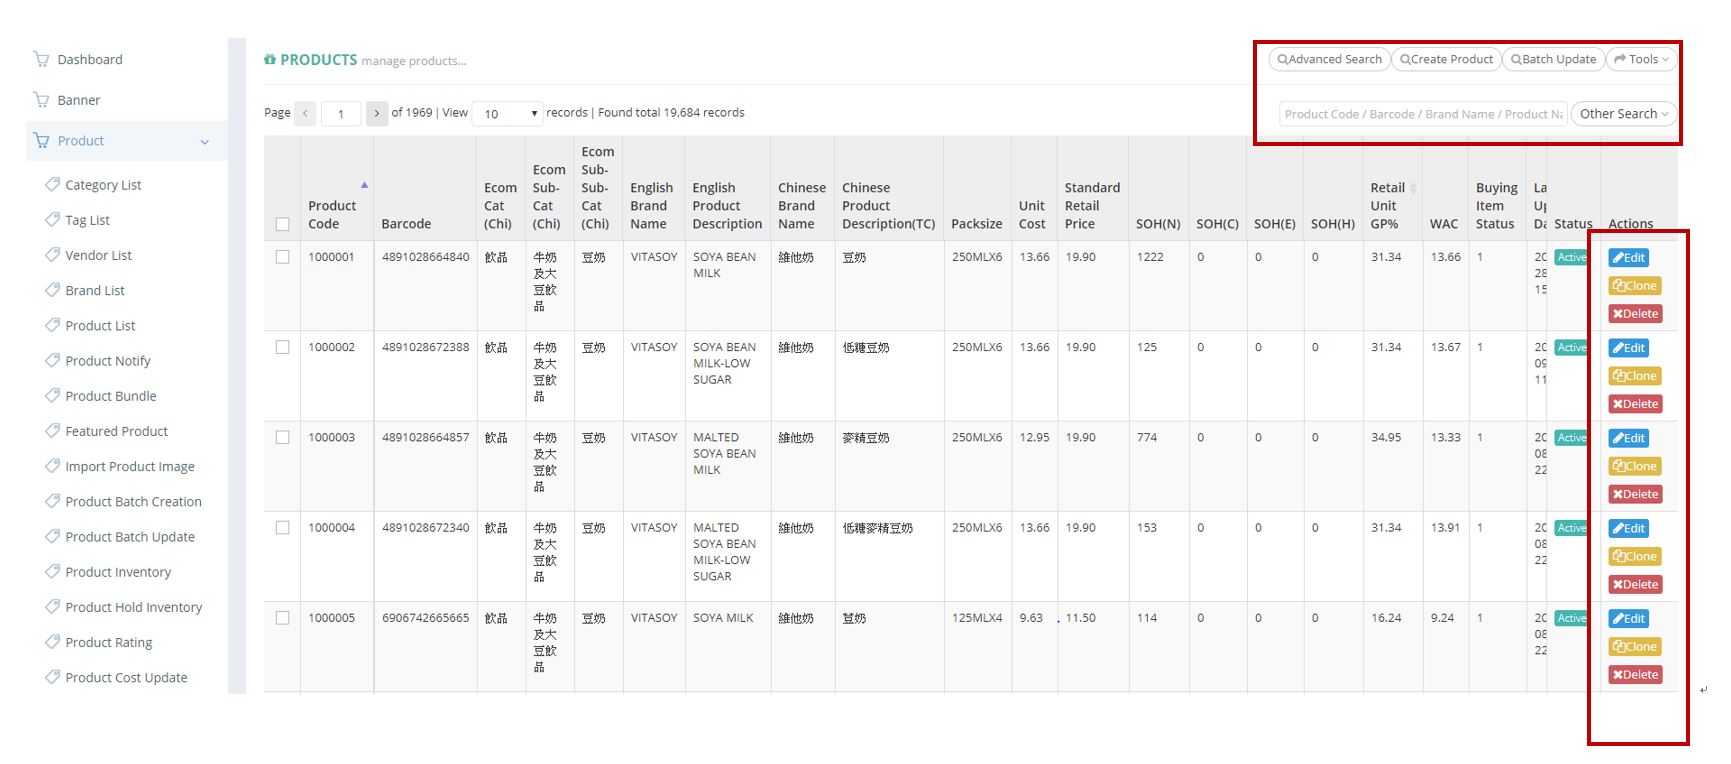 Dashboard
Banner
Product
Category List
Tag List
Vendor List
Brand List
Product List
Product Notify
Product Bundle
Featured Product
Import Product Image
Product Batch Creation
Product Batch Update
Product Inventory
Product Hold Inventory
Product Rating
Product Cost Update
PRODUCTS manage products...
Advanced Search Create Product Batch Update Tools
Page 1 of 1969 | View 10 records | Found total 19,684 records
Product Code / Barcode / Brand Name / Product Na Other Search
Product Code
Barcode
Ecom Cat (Chi)
Ecom Sub-Cat (Chi)
Ecom Sub-Sub-Cat (Chi)
English Brand Name
English Product Description
Chinese Brand Name
Chinese Product Description(TC)
Packsize
Unit Cost
Standard Retail Price
SOH(N)
SOH(C)
SOH(E)
SOH(H)
Retail Unit GP%
WAC
Buying Item Status
La Up Da
Status
Actions
1000001 4891028664840 飲品 牛奶及大豆飲品 豆奶 VITASOY SOYA BEAN MILK 維他奶 豆奶 250MLX6 13.66 19.90 1222 0 0 0 31.34 13.66 1 20 28 15 Active Edit Clone Delete
1000002 4891028672388 飲品 牛奶及大豆飲品 豆奶 VITASOY SOYA BEAN MILK-LOW SUGAR 維他奶 低糖豆奶 250MLX6 13.66 19.90 125 0 0 0 31.34 13.67 1 20 09 11 Active Edit Clone Delete
1000003 4891028664857 飲品 牛奶及大豆飲品 豆奶 VITASOY MALTED SOYA BEAN MILK 維他奶 麥精豆奶 250MLX6 12.95 19.90 774 0 0 0 34.95 13.33 1 20 08 22 Active Edit Clone Delete
1000004 4891028672340 飲品 牛奶及大豆飲品 豆奶 VITASOY MALTED SOYA BEAN MILK-LOW SUGAR 維他奶 低糖麥精豆奶 250MLX6 13.66 19.90 153 0 0 0 31.34 13.91 1 20 08 22 Active Edit Clone Delete
1000005 6906742665665 飲品 牛奶及大豆飲品 豆奶 VITASOY SOYA MILK 維他奶 荳奶 125MLX4 9.63 11.50 114 0 0 0 16.24 9.24 1 20 08 22 Active Edit Clone Delete